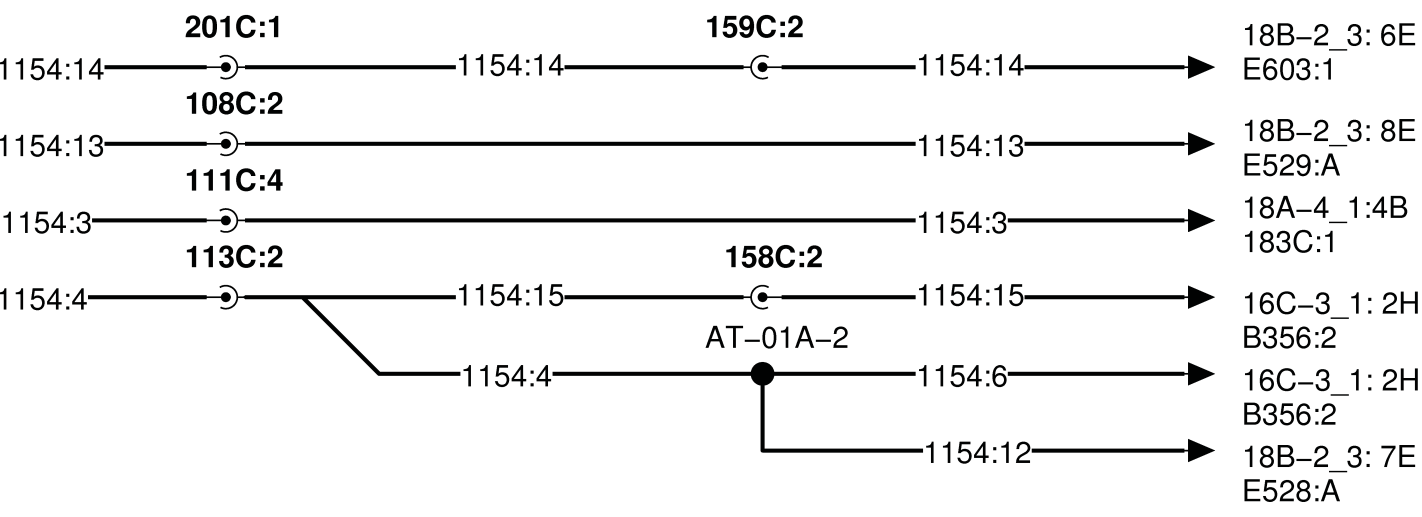 201C:1 159C:2
1154:14 1154:14 1154:14 18B−2_3: 6E
E603:1
108C:2
1154:13 1154:13 18B−2_3: 8E
E529:A
111C:4
1154:3 1154:3 18A−4_1:4B
183C:1
113C:2 158C:2
1154:4 1154:15 1154:15 16C−3_1: 2H
B356:2
AT−01A−2
1154:4 1154:6 16C−3_1: 2H
B356:2
1154:12 18B−2_3: 7E
E528:A